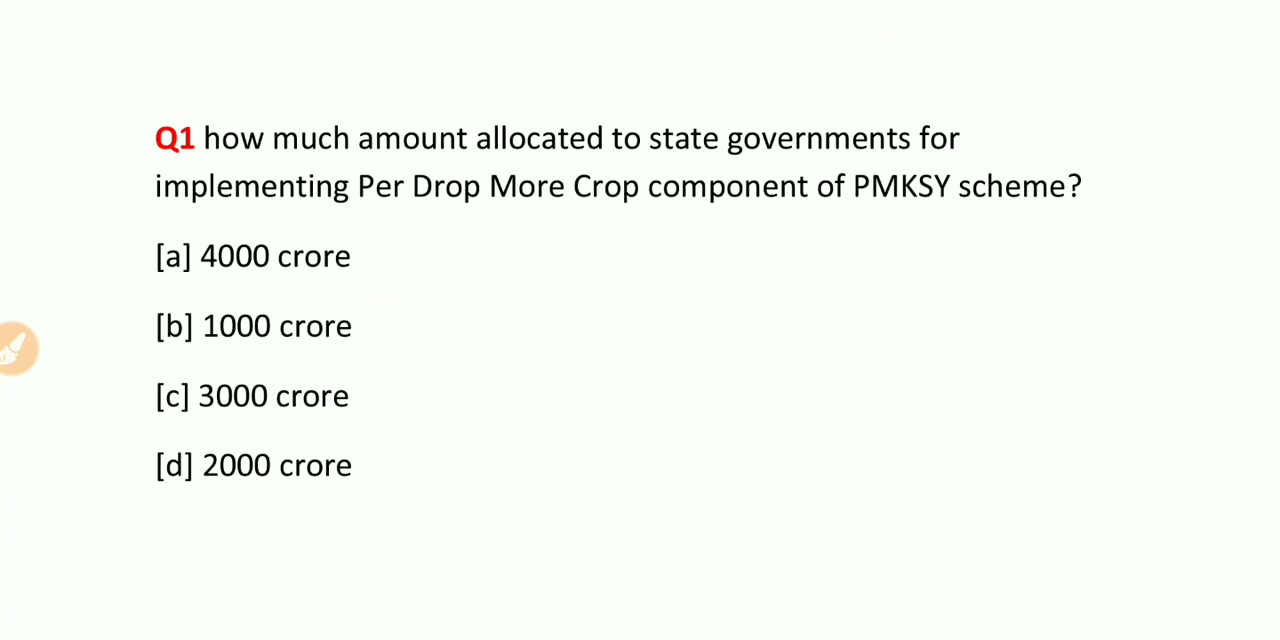 Q1 how much amount allocated to state governments for
implementing Per Drop More Crop component of PMKSY scheme?
[a] 4000 crore
[b] 1000 crore
[c] 3000 crore
[d] 2000 crore